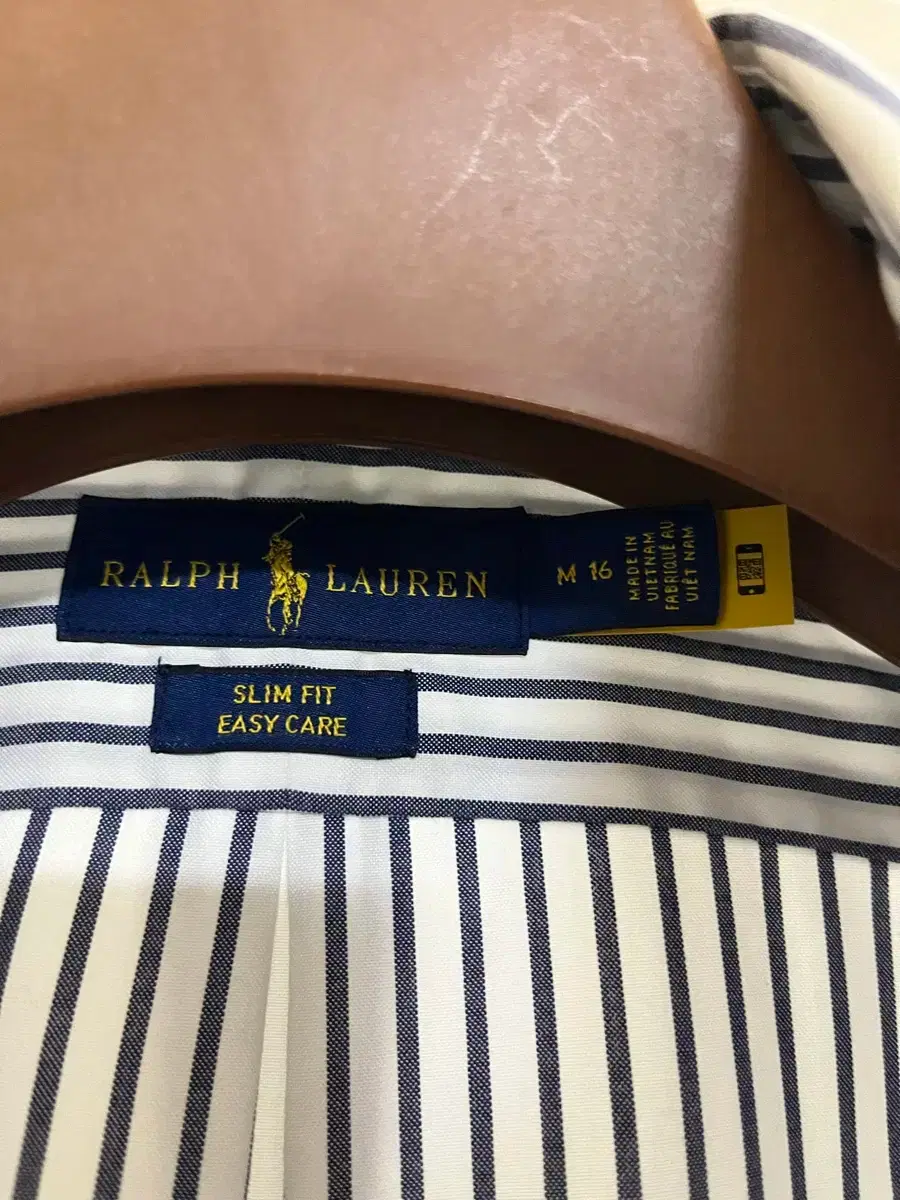 RALPH LAUREN
M 16
MADE IN
VIETNAM
FABRIQUÉ AU
VIÊT NAM
SLIM FIT
EASY CARE